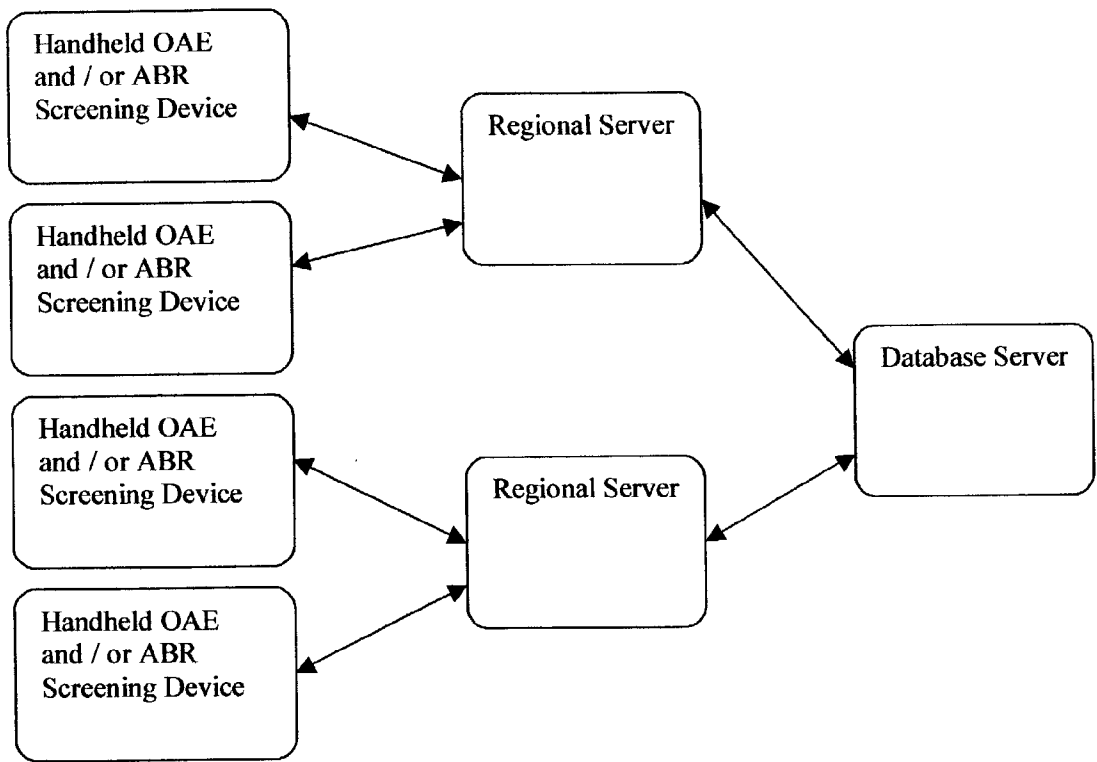 Handheld OAE
and / or ABR
Screening Device
Regional Server
Handheld OAE
and / or ABR
Screening Device
Database Server
Handheld OAE
and / or ABR
Screening Device
Regional Server
Handheld OAE
and / or ABR
Screening Device